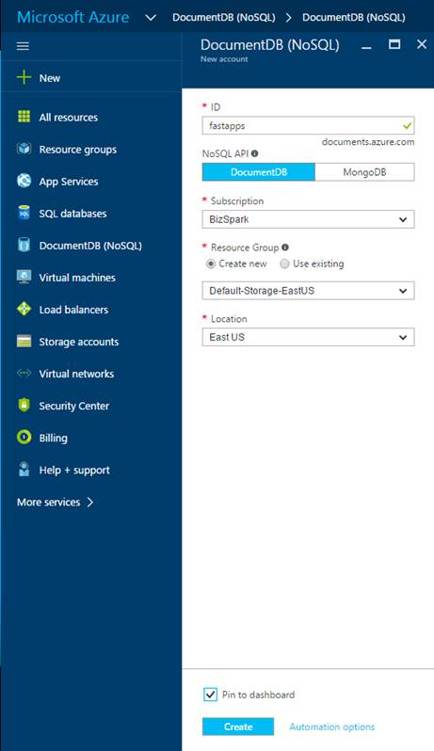 Microsoft Azure DocumentDB (NoSQL) > DocumentDB (NoSQL)
DocumentDB (NoSQL)
New account
New
All resources
Resource groups
App Services
SQL databases
DocumentDB (NoSQL)
Virtual machines
Load balancers
Storage accounts
Virtual networks
Security Center
Billing
Help + support
More services >
* ID
fastapps
documents.azure.com
NoSQL API
DocumentDB MongoDB
* Subscription
BizSpark
* Resource Group
Create new Use existing
Default-Storage-EastUS
* Location
East US
Pin to dashboard
Create Automation options